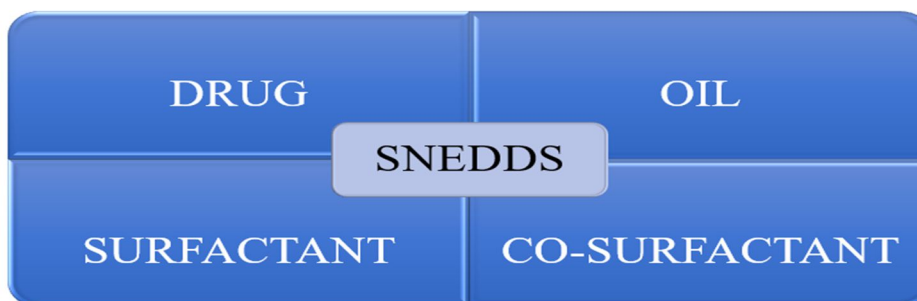 DRUG
OIL
SNEDDS
SURFACTANT
CO-SURFACTANT